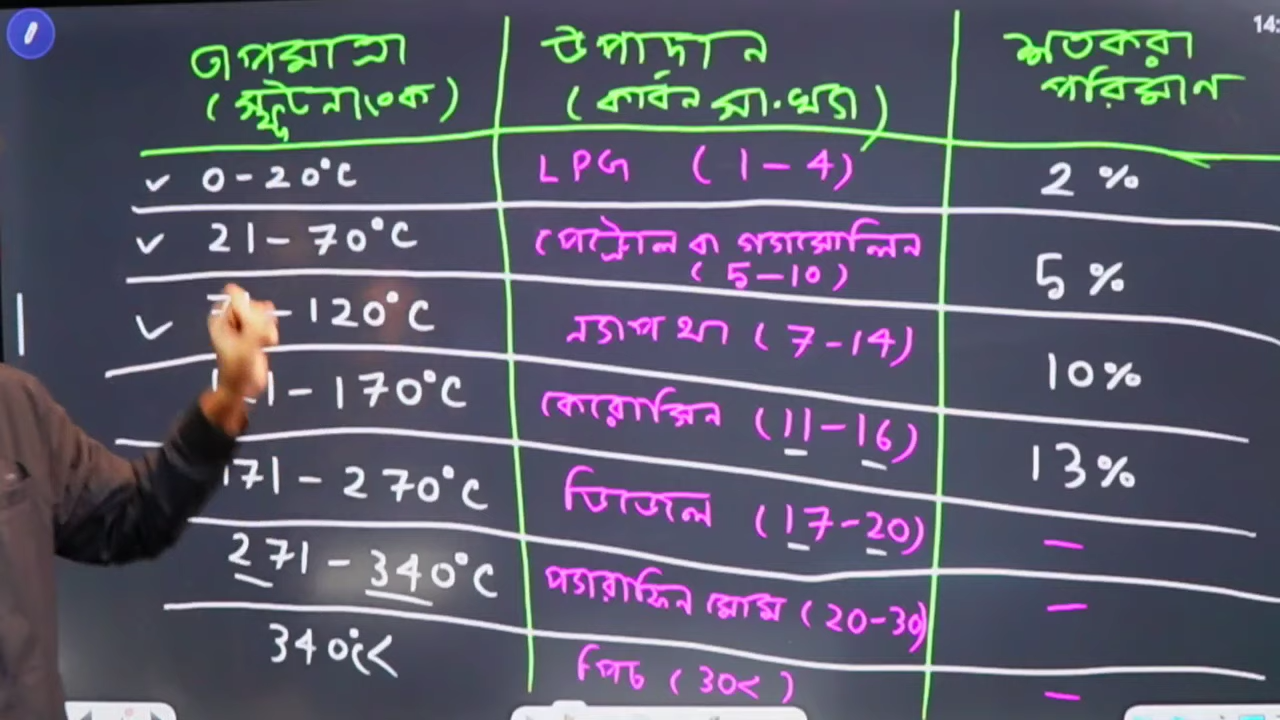 তাপমাত্রা
(স্ফুটনাংক)
উপাদান
(কার্বন সাংখ্যা)
শতকরা
পরিমাণ
14:
0-20°C
LPG (1-4)
2%
21-70°C
পেট্রোল বা গ্যাসোলিন
(5-10)
5%
71-120°C
ন্যাপথা (7-14)
10%
-170°C
কেরোসিন (11-16)
13%
171-270°C
ডিজেল (17-20)
-
271-340°C
প্যারাফিন মোম (20-30)
-
340°C<
পিচ (30<)
-